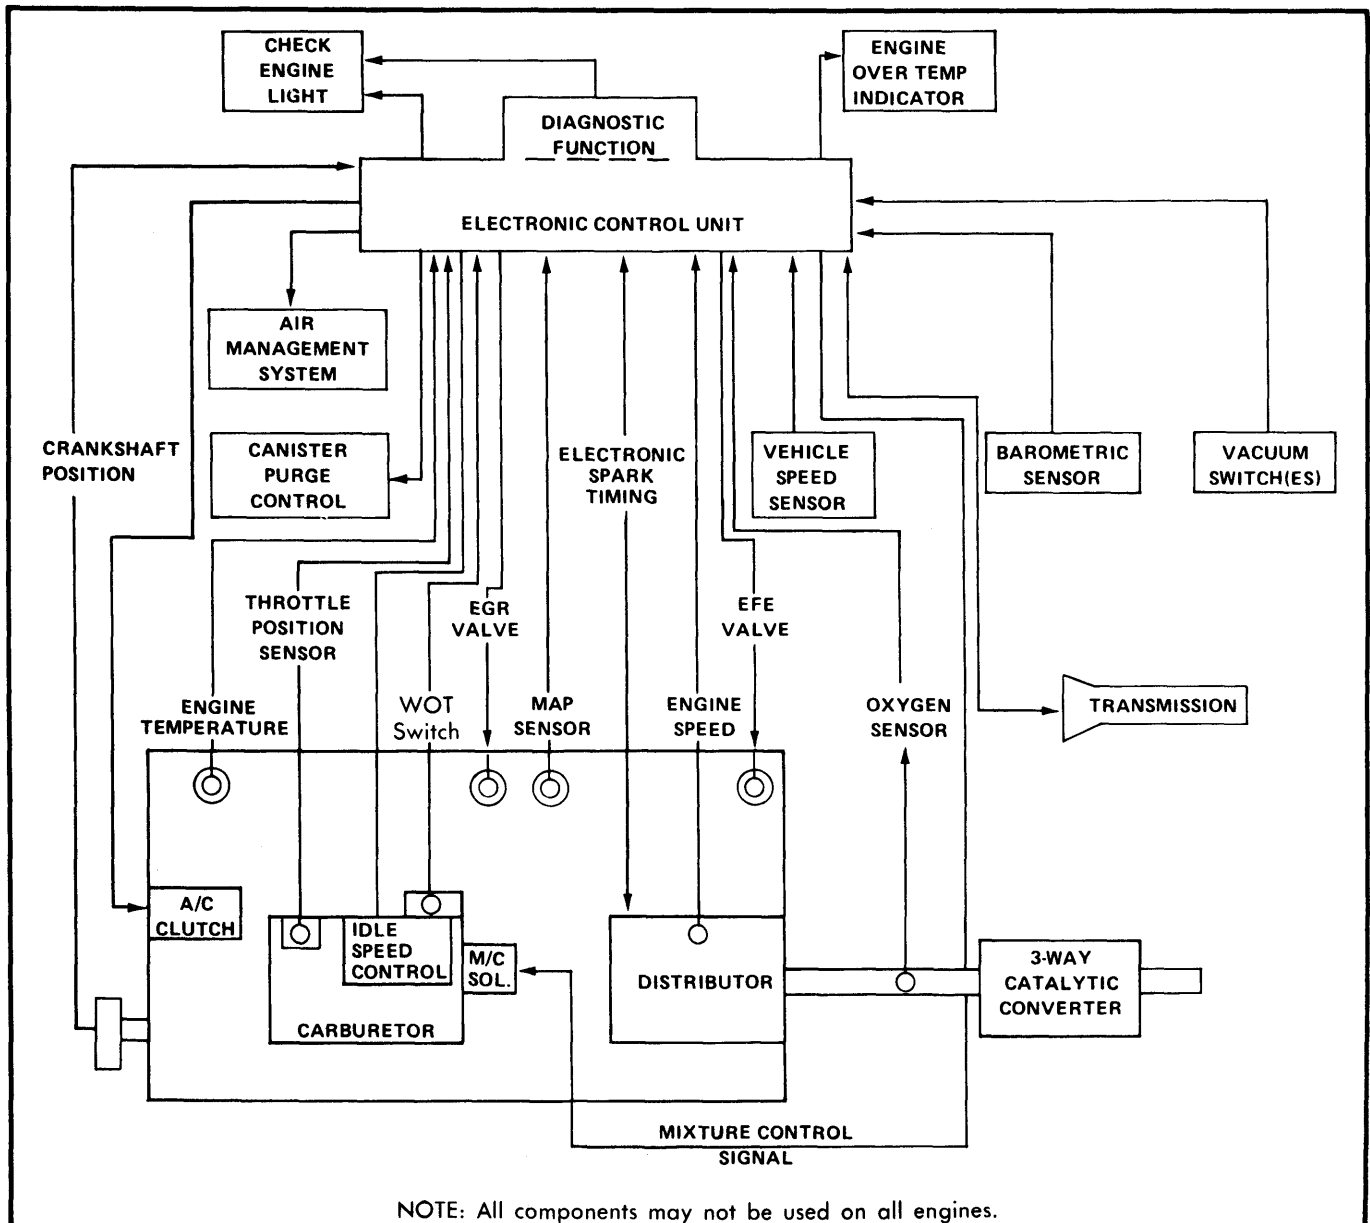 CHECK
ENGINE
LIGHT
ENGINE
OVER TEMP
INDICATOR
DIAGNOSTIC
FUNCTION
ELECTRONIC CONTROL UNIT
AIR
MANAGEMENT
SYSTEM
CRANKSHAFT
POSITION
CANISTER
PURGE
CONTROL
ELECTRONIC
SPARK
TIMING
VEHICLE
SPEED
SENSOR
BAROMETRIC
SENSOR
VACUUM
SWITCH(ES)
THROTTLE
POSITION
SENSOR
EGR
VALVE
EFE
VALVE
ENGINE
TEMPERATURE
WOT
Switch
MAP
SENSOR
ENGINE
SPEED
OXYGEN
SENSOR
TRANSMISSION
A/C
CLUTCH
IDLE
SPEED
CONTROL
M/C
SOL.
CARBURETOR
DISTRIBUTOR
3-WAY
CATALYTIC
CONVERTER
MIXTURE CONTROL
SIGNAL
NOTE: All components may not be used on all engines.